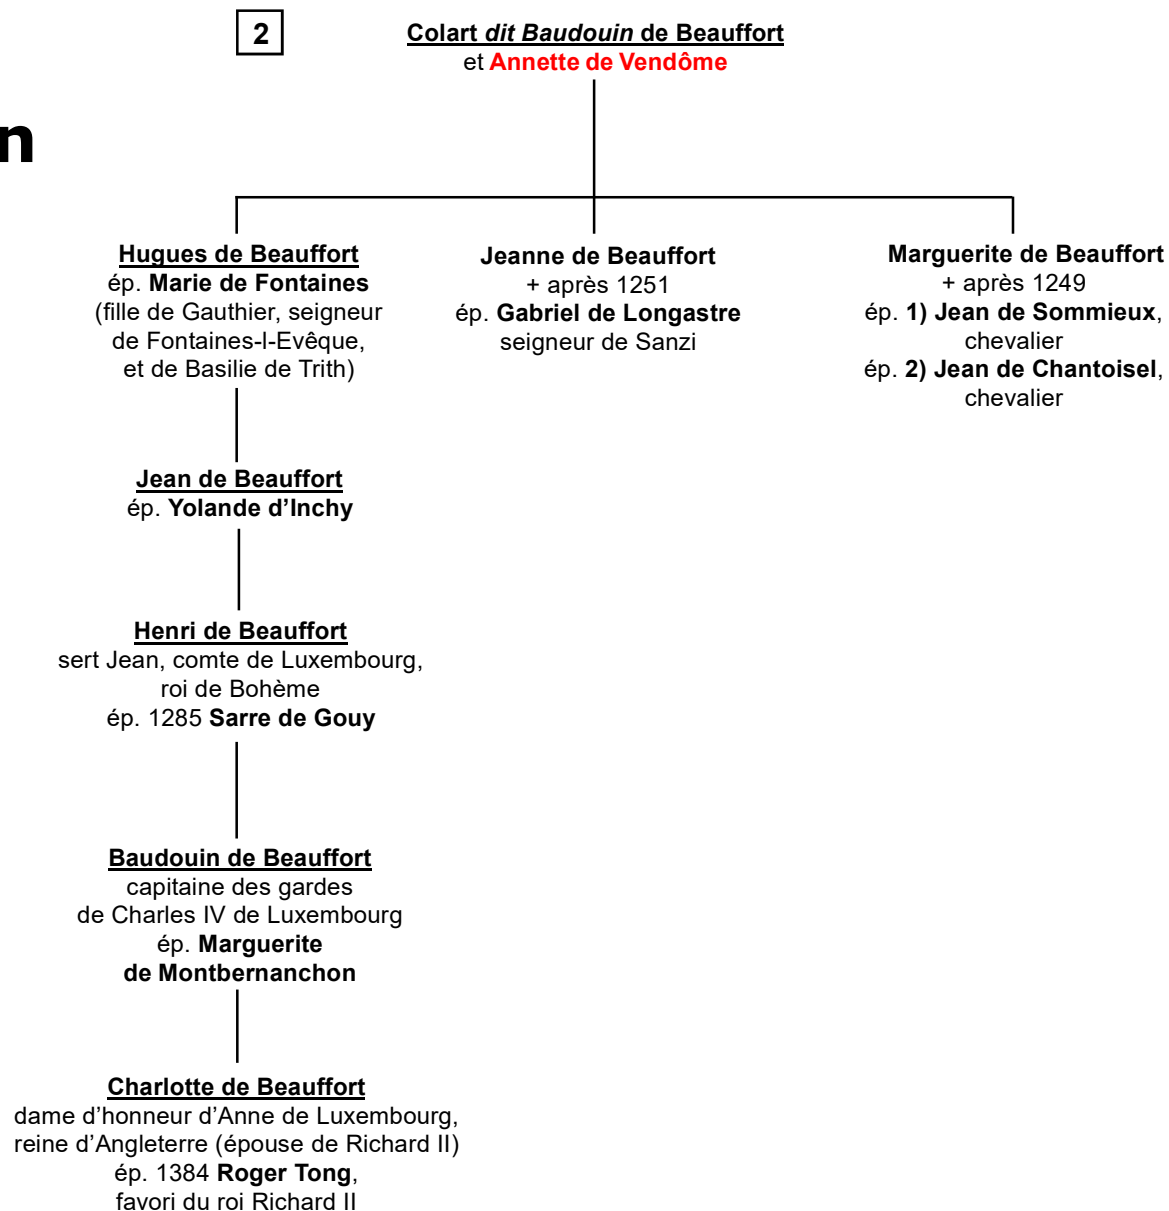 2
Colart dit Baudouin de Beauffort
et Annette de Vendôme
n
Hugues de Beauffort
ép. Marie de Fontaines
(fille de Gauthier, seigneur
de Fontaines-l-Evêque,
et de Basilie de Trith)
Jeanne de Beauffort
+ après 1251
ép. Gabriel de Longastre
seigneur de Sanzi
Marguerite de Beauffort
+ après 1249
ép. 1) Jean de Sommieux,
chevalier
ép. 2) Jean de Chantoisel,
chevalier
Jean de Beauffort
ép. Yolande d’Inchy
Henri de Beauffort
sert Jean, comte de Luxembourg,
roi de Bohème
ép. 1285 Sarre de Gouy
Baudouin de Beauffort
capitaine des gardes
de Charles IV de Luxembourg
ép. Marguerite
de Montbernanchon
Charlotte de Beauffort
dame d’honneur d’Anne de Luxembourg,
reine d’Angleterre (épouse de Richard II)
ép. 1384 Roger Tong,
favori du roi Richard II